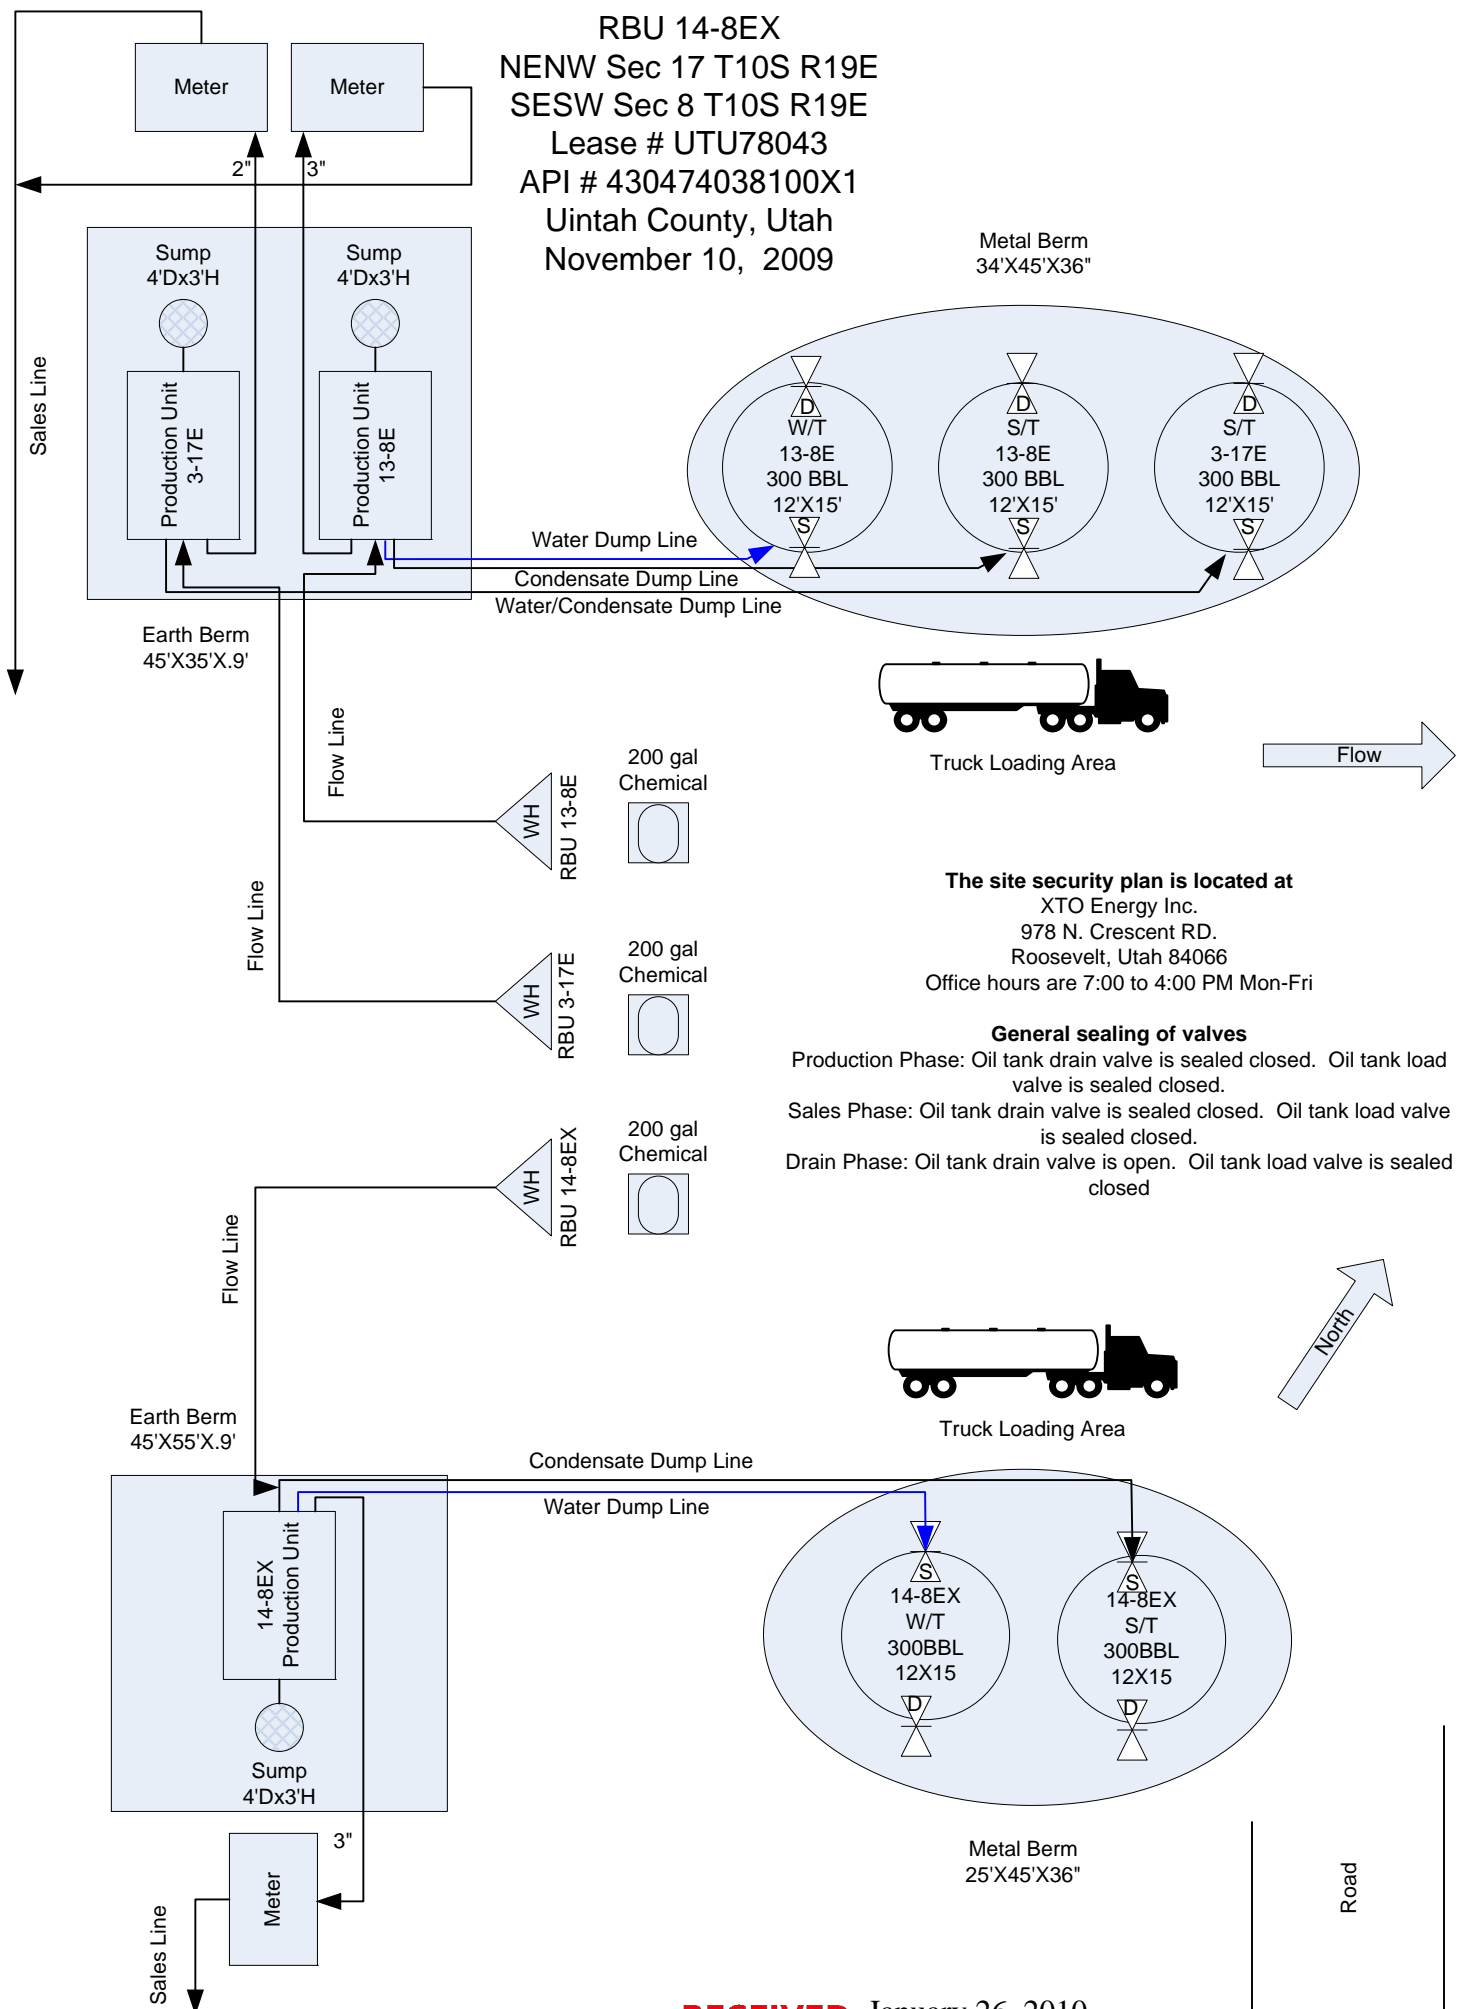 RBU 14-8EX
NENW Sec 17 T10S R19E
SESW Sec 8 T10S R19E
Lease # UTU78043
API # 430474038100X1
Uintah County, Utah
November 10,  2009
Meter
Meter
2"
3"
Sales Line
Sump
4'Dx3'H
Sump
4'Dx3'H
Production Unit
3-17E
Production Unit
13-8E
Earth Berm
45'X35'X.9'
Metal Berm
34'X45'X36"
D
W/T
13-8E
300 BBL
12'X15'
S
D
S/T
13-8E
300 BBL
12'X15'
S
D
S/T
3-17E
300 BBL
12'X15'
S
Water Dump Line
Condensate Dump Line
Water/Condensate Dump Line
Truck Loading Area
Flow
Flow Line
WH
RBU 13-8E
200 gal
Chemical
Flow Line
WH
RBU 3-17E
200 gal
Chemical
The site security plan is located at
XTO Energy Inc.
978 N. Crescent RD.
Roosevelt, Utah 84066
Office hours are 7:00 to 4:00 PM Mon-Fri
General sealing of valves
Production Phase: Oil tank drain valve is sealed closed.  Oil tank load
valve is sealed closed.
Sales Phase: Oil tank drain valve is sealed closed.  Oil tank load valve
is sealed closed.
Drain Phase: Oil tank drain valve is open.  Oil tank load valve is sealed
closed
Flow Line
WH
RBU 14-8EX
200 gal
Chemical
North
Truck Loading Area
Earth Berm
45'X55'X.9'
Condensate Dump Line
Water Dump Line
14-8EX
Production Unit
Sump
4'Dx3'H
S
14-8EX
W/T
300BBL
12X15
D
S
14-8EX
S/T
300BBL
12X15
D
Metal Berm
25'X45'X36"
3"
Meter
Sales Line
Road
RECEIVED January 26, 2010